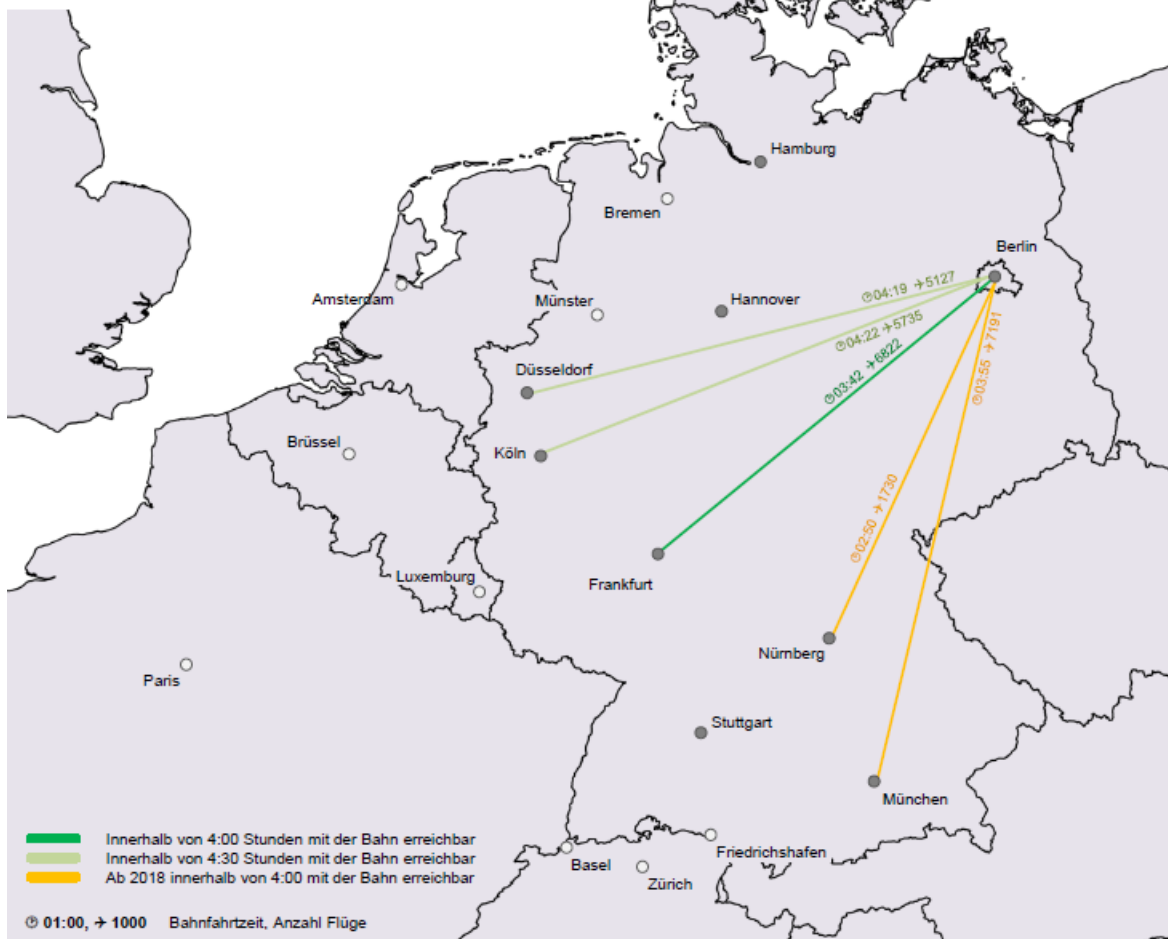 Hamburg
Bremen
Berlin
Amsterdam
Münster
Hannover
04:19 5127
04:22 5735
03:42 6822
03:55 7191
Düsseldorf
Brüssel
Köln
02:50 1730
Luxemburg
Frankfurt
Nürnberg
Paris
Stuttgart
München
Innerhalb von 4:00 Stunden mit der Bahn erreichbar
Innerhalb von 4:30 Stunden mit der Bahn erreichbar
Ab 2018 innerhalb von 4:00 mit der Bahn erreichbar
Friedrichshafen
Basel
Zürich
01:00, 1000 Bahnfahrtzeit, Anzahl Flüge